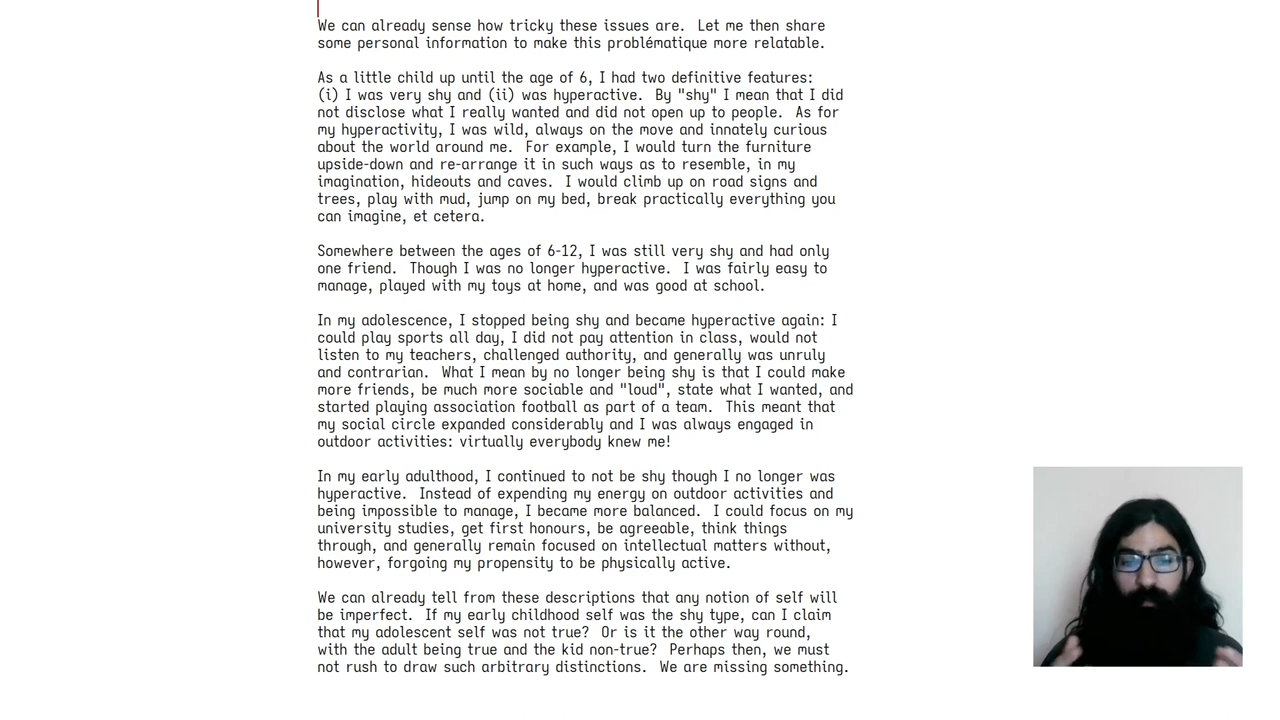 We can already sense how tricky these issues are.  Let me then share
some personal information to make this problématique more relatable.
As a little child up until the age of 6, I had two definitive features:
(i) I was very shy and (ii) was hyperactive.  By "shy" I mean that I did
not disclose what I really wanted and did not open up to people.  As for
my hyperactivity, I was wild, always on the move and innately curious
about the world around me.  For example, I would turn the furniture
upside-down and re-arrange it in such ways as to resemble, in my
imagination, hideouts and caves.  I would climb up on road signs and
trees, play with mud, jump on my bed, break practically everything you
can imagine, et cetera.
Somewhere between the ages of 6-12, I was still very shy and had only
one friend.  Though I was no longer hyperactive.  I was fairly easy to
manage, played with my toys at home, and was good at school.
In my adolescence, I stopped being shy and became hyperactive again: I
could play sports all day, I did not pay attention in class, would not
listen to my teachers, challenged authority, and generally was unruly
and contrarian.  What I mean by no longer being shy is that I could make
more friends, be much more sociable and "loud", state what I wanted, and
started playing association football as part of a team.  This meant that
my social circle expanded considerably and I was always engaged in
outdoor activities: virtually everybody knew me!
In my early adulthood, I continued to not be shy though I no longer was
hyperactive.  Instead of expending my energy on outdoor activities and
being impossible to manage, I became more balanced.  I could focus on my
university studies, get first honours, be agreeable, think things
through, and generally remain focused on intellectual matters without,
however, forgoing my propensity to be physically active.
We can already tell from these descriptions that any notion of self will
be imperfect.  If my early childhood self was the shy type, can I claim
that my adolescent self was not true?  Or is it the other way round,
with the adult being true and the kid non-true?  Perhaps then, we must
not rush to draw such arbitrary distinctions.  We are missing something.